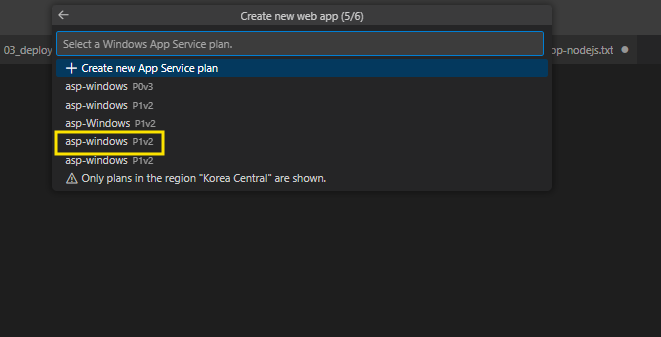 Create new web app (5/6)
Select a Windows App Service plan.
03_deploy
op-nodejs.txt
+ Create new App Service plan
asp-windows P0v3
asp-windows P1v2
asp-Windows P1v2
asp-windows P1v2
asp-windows P1v2
Only plans in the region "Korea Central" are shown.